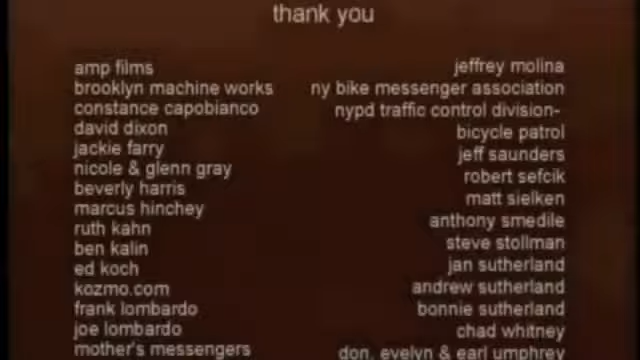 thank you
amp films
brooklyn machine works
constance capobianco
david dixon
jackie farry
nicole & glenn gray
beverly harris
marcus hinchey
ruth kahn
ben kalin
ed koch
kozmo.com
frank lombardo
joe lombardo
mother's messengers
jeffrey molina
ny bike messenger association
nypd traffic control division-
bicycle patrol
jeff saunders
robert sefcik
matt sielken
anthony smedile
steve stollman
jan sutherland
andrew sutherland
bonnie sutherland
chad whitney
don, evelyn & earl umphrey